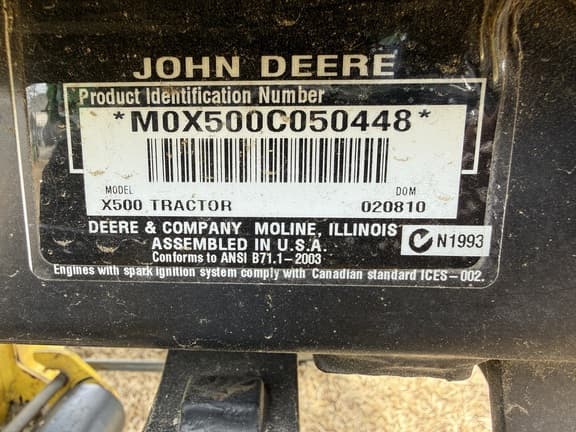 JOHN DEERE
Product Identification Number
*M0X500C050448*
MODEL DOM
X500 TRACTOR 020810
DEERE & COMPANY MOLINE, ILLINOIS
ASSEMBLED IN U.S.A.
N1993
Conforms to ANSI B71.1-2003
Engines with spark ignition system comply with Canadian standard ICES-002.